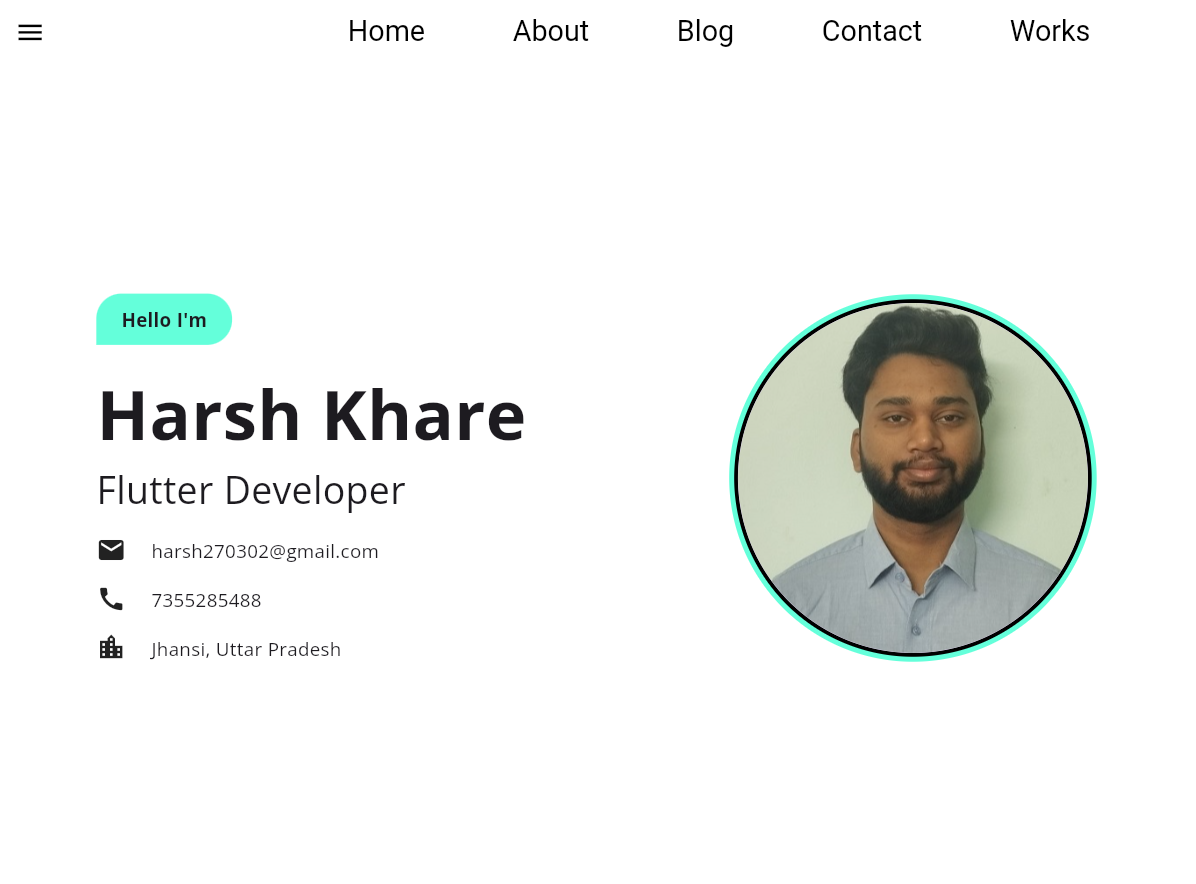 Home About Blog Contact Works
Hello I'm
Harsh Khare
Flutter Developer
harsh270302@gmail.com
7355285488
Jhansi, Uttar Pradesh